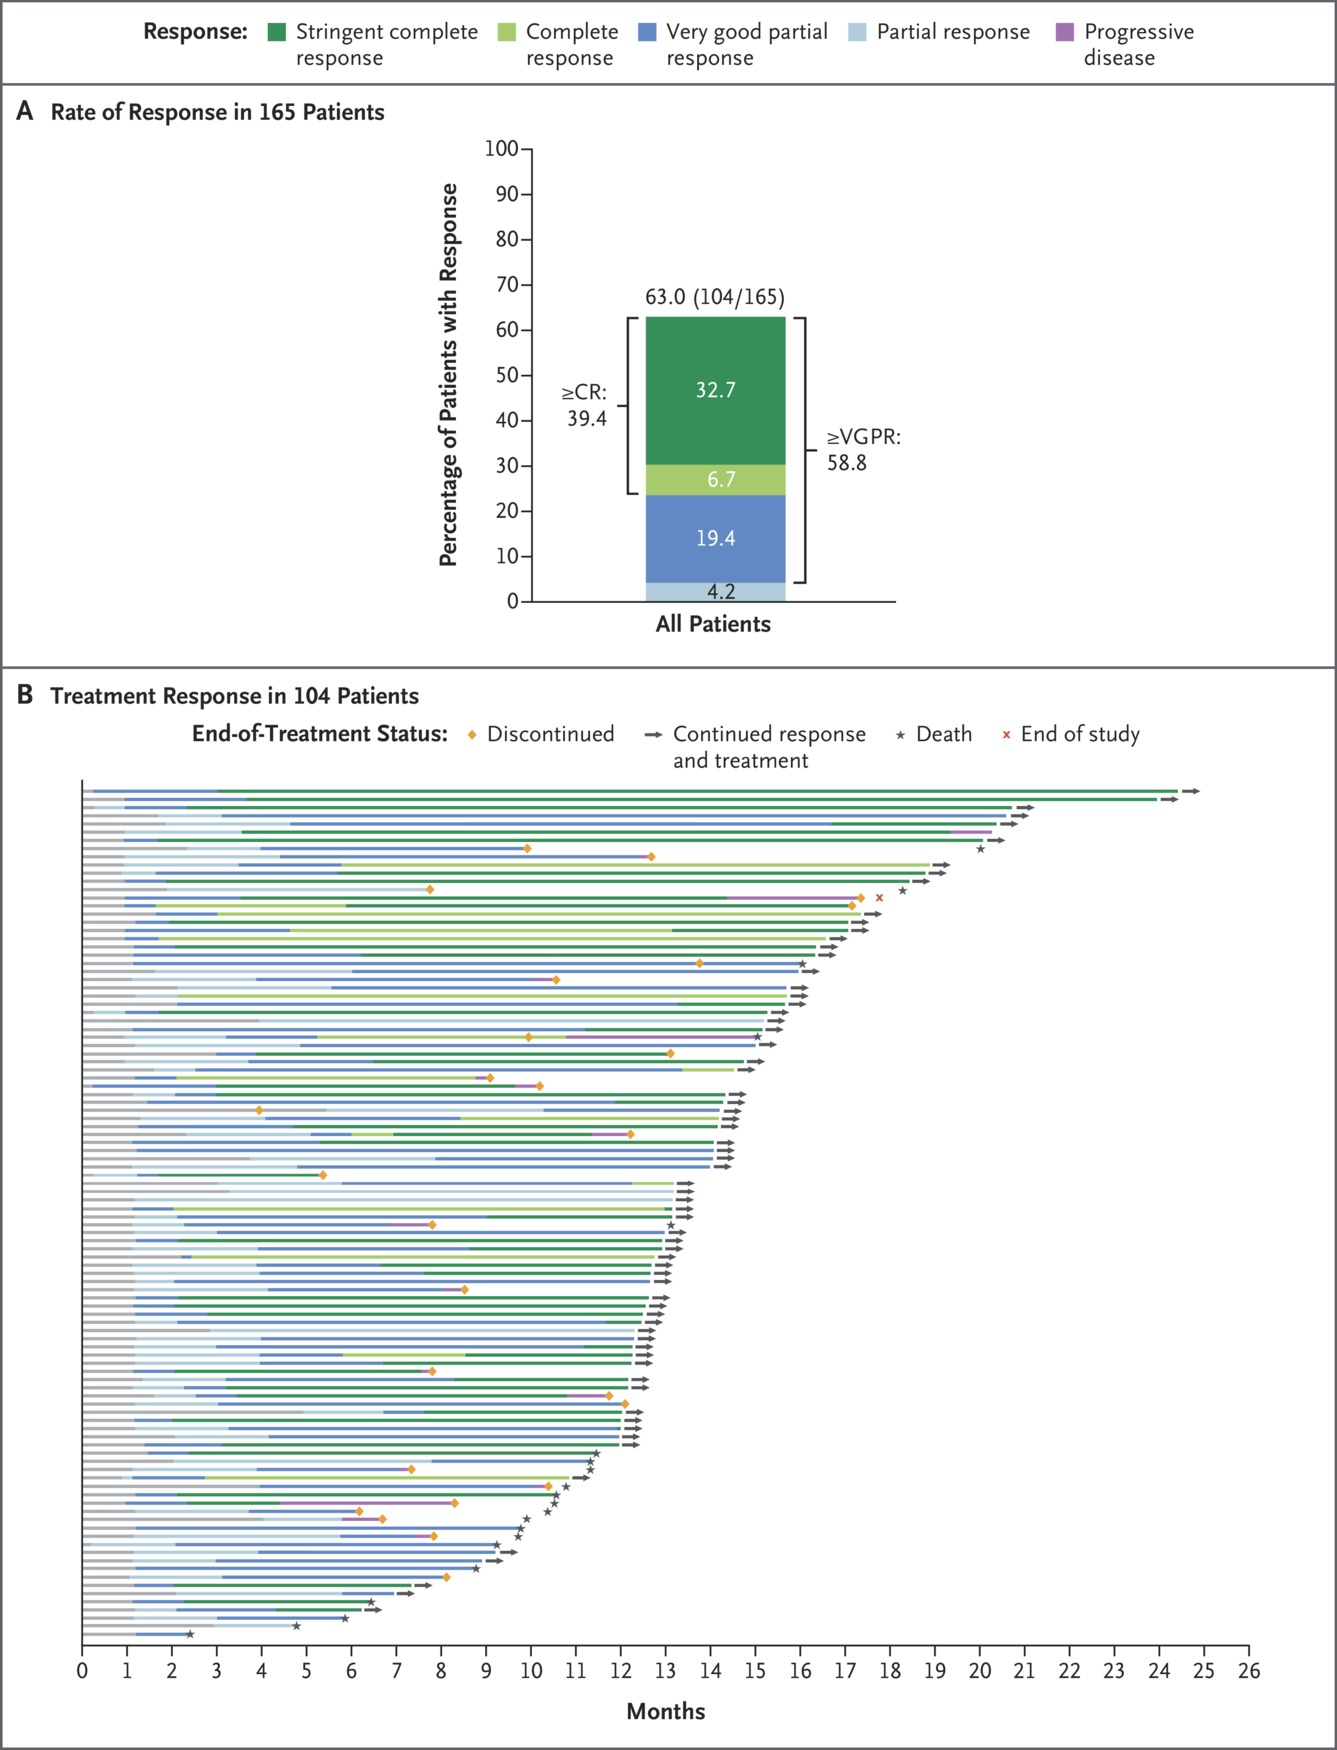 Response: Stringent complete response Complete response Very good partial response Partial response Progressive disease
A Rate of Response in 165 Patients
Percentage of Patients with Response
100
90
80
70
60
50
40
30
20
10
0
63.0 (104/165)
32.7
6.7
19.4
4.2
≥CR:
39.4
≥VGPR:
58.8
All Patients
B Treatment Response in 104 Patients
End-of-Treatment Status: Discontinued Continued response and treatment Death End of study
0 1 2 3 4 5 6 7 8 9 10 11 12 13 14 15 16 17 18 19 20 21 22 23 24 25 26
Months